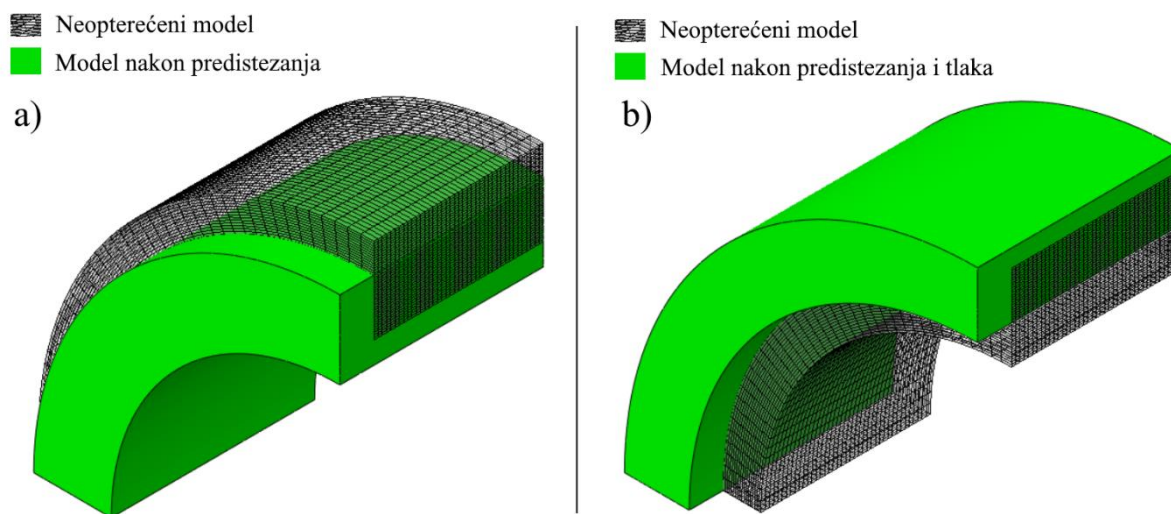 Neopterećeni model
Model nakon predistezanja
a)
Neopterećeni model
Model nakon predistezanja i tlaka
b)